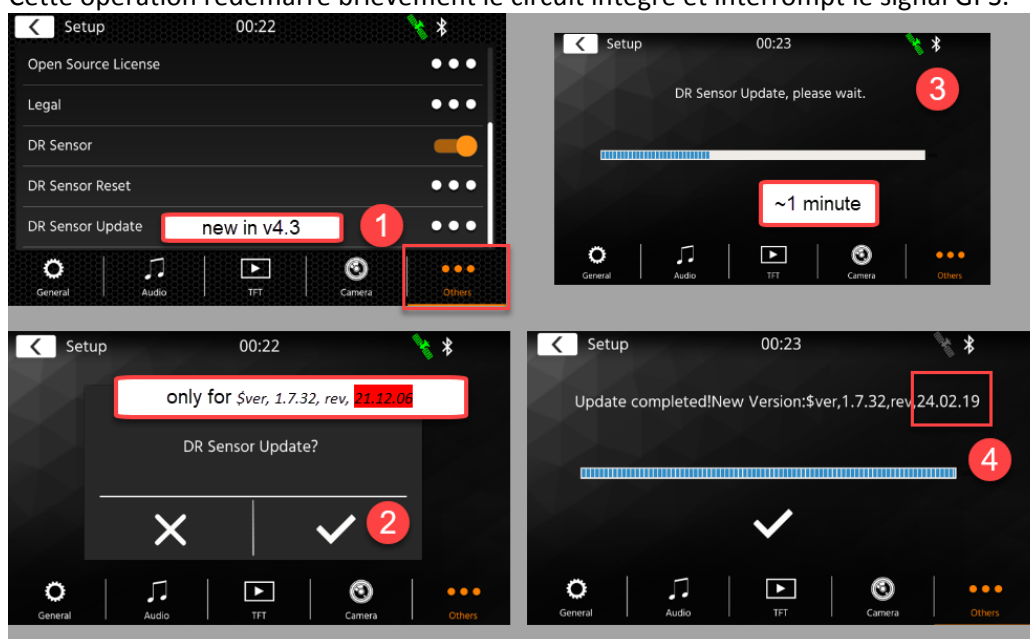 Cette opération redémarre brièvement le circuit intégré et interrompt le signal GPS.
Setup 00:22
Open Source License
Legal
DR Sensor
DR Sensor Reset
DR Sensor Update new in v4.3 1
General Audio TFT Camera Others
Setup 00:23
DR Sensor Update, please wait. 3
~1 minute
General Audio TFT Camera Others
Setup 00:22
only for $ver, 1.7.32, rev, 21.12.06
DR Sensor Update?
2
General Audio TFT Camera Others
Setup 00:23
Update completed!New Version:$ver,1.7.32,rev,24.02.19
4
General Audio TFT Camera Others